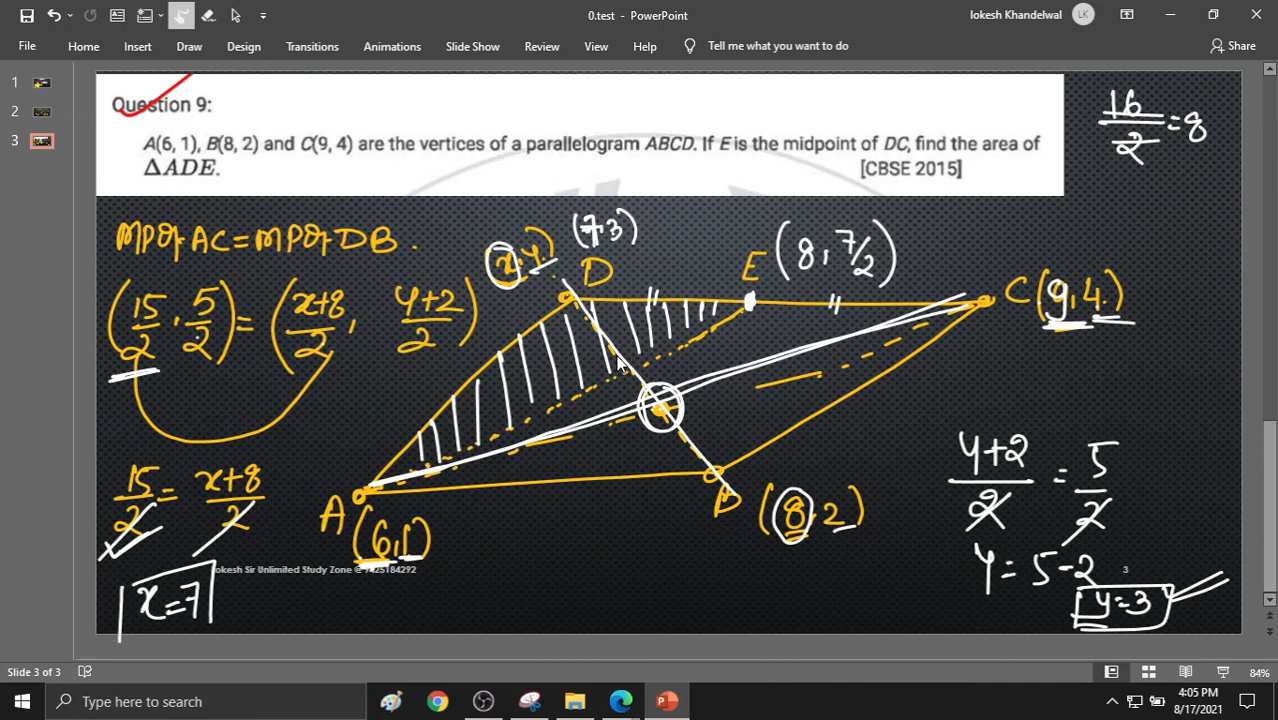 0.test - PowerPoint
lokesh Khandelwal
LK
File Home Insert Draw Design Transitions Animations Slide Show Review View Help Tell me what you want to do
Share
1
2
3
Question 9:
A(6, 1), B(8, 2) and C(9, 4) are the vertices of a parallelogram ABCD. If E is the midpoint of DC, find the area of
ΔADE. [CBSE 2015]
16/2 = 8
MP of AC = MP of DB.
(15/2, 5/2) = (x+8/2, y+2/2)
(x, y)
(7, 3)
D
E (8, 7/2)
C (9, 4)
15/2 = x+8/2
x=7
A
(6, 1)
B (8, 2)
y+2/2 = 5/2
y = 5-2
y=3
3
Slide 3 of 3
84%
Type here to search
4:05 PM
8/17/2021